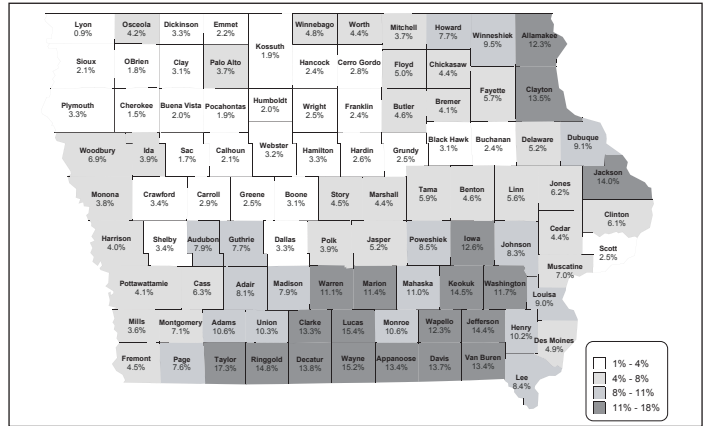 Lyon
0.9%
Osceola
4.2%
Dickinson
3.3%
Emmet
2.2%
Kossuth
1.9%
Winnebago
4.8%
Worth
4.4%
Mitchell
3.7%
Howard
7.7%
Winneshiek
9.5%
Allamakee
12.3%
Sioux
2.1%
OBrien
1.8%
Clay
3.1%
Palo Alto
3.7%
Hancock
2.4%
Cerro Gordo
2.8%
Floyd
5.0%
Chickasaw
4.4%
Fayette
5.7%
Clayton
13.5%
Plymouth
3.3%
Cherokee
1.5%
Buena Vista
2.0%
Pocahontas
1.9%
Humboldt
2.0%
Wright
2.5%
Franklin
2.4%
Butler
4.6%
Bremer
4.1%
Woodbury
6.9%
Ida
3.9%
Sac
1.7%
Calhoun
2.1%
Webster
3.2%
Hamilton
3.3%
Hardin
2.6%
Grundy
2.5%
Black Hawk
3.1%
Buchanan
2.4%
Delaware
5.2%
Dubuque
9.1%
Jackson
14.0%
Monona
3.8%
Crawford
3.4%
Carroll
2.9%
Greene
2.5%
Boone
3.1%
Story
4.5%
Marshall
4.4%
Tama
5.9%
Benton
4.6%
Linn
5.6%
Jones
6.2%
Clinton
6.1%
Harrison
4.0%
Shelby
3.4%
Audubon
7.9%
Guthrie
7.7%
Dallas
3.3%
Polk
3.9%
Jasper
5.2%
Poweshiek
8.5%
Iowa
12.6%
Johnson
8.3%
Cedar
4.4%
Scott
2.5%
Muscatine
7.0%
Pottawattamie
4.1%
Cass
6.3%
Adair
8.1%
Madison
7.9%
Warren
11.1%
Marion
11.4%
Mahaska
11.0%
Keokuk
14.5%
Washington
11.7%
Louisa
9.0%
Mills
3.6%
Montgomery
7.1%
Adams
10.6%
Union
10.3%
Clarke
13.3%
Lucas
15.4%
Monroe
10.6%
Wapello
12.3%
Jefferson
14.4%
Henry
10.2%
Des Moines
4.9%
Fremont
4.5%
Page
7.6%
Taylor
17.3%
Ringgold
14.8%
Decatur
13.8%
Wayne
15.2%
Appanoose
13.4%
Davis
13.7%
Van Buren
13.4%
Lee
8.4%
1% - 4%
4% - 8%
8% - 11%
11% - 18%